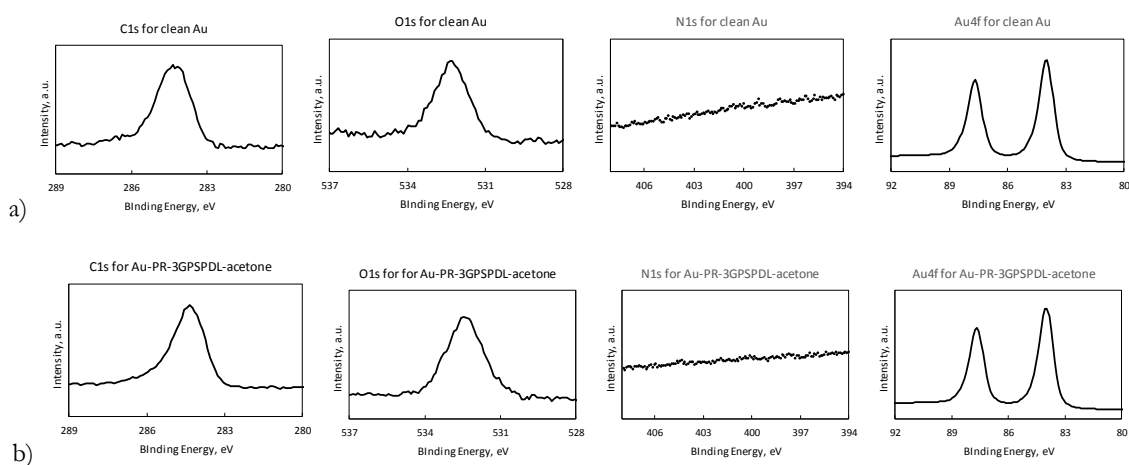 C1s for clean Au
Intensity, a.u.
289 286 283 280
BInding Energy, eV
O1s for clean Au
Intensity, a.u.
537 534 531 528
BInding Energy, eV
N1s for clean Au
Intensity, a.u.
406 403 400 397 394
BInding Energy, eV
Au4f for clean Au
Intensity, a.u.
92 89 86 83 80
BInding Energy, eV
a)
C1s for Au-PR-3GPSPDL-acetone
Intensity, a.u.
289 286 283 280
BInding Energy, eV
O1s for for Au-PR-3GPSPDL-acetone
Intensity, a.u.
537 534 531 528
BInding Energy, eV
N1s for Au-PR-3GPSPDL-acetone
Intensity, a.u.
406 403 400 397 394
BInding Energy, eV
Au4f for Au-PR-3GPSPDL-acetone
Intensity, a.u.
92 89 86 83 80
BInding Energy, eV
b)